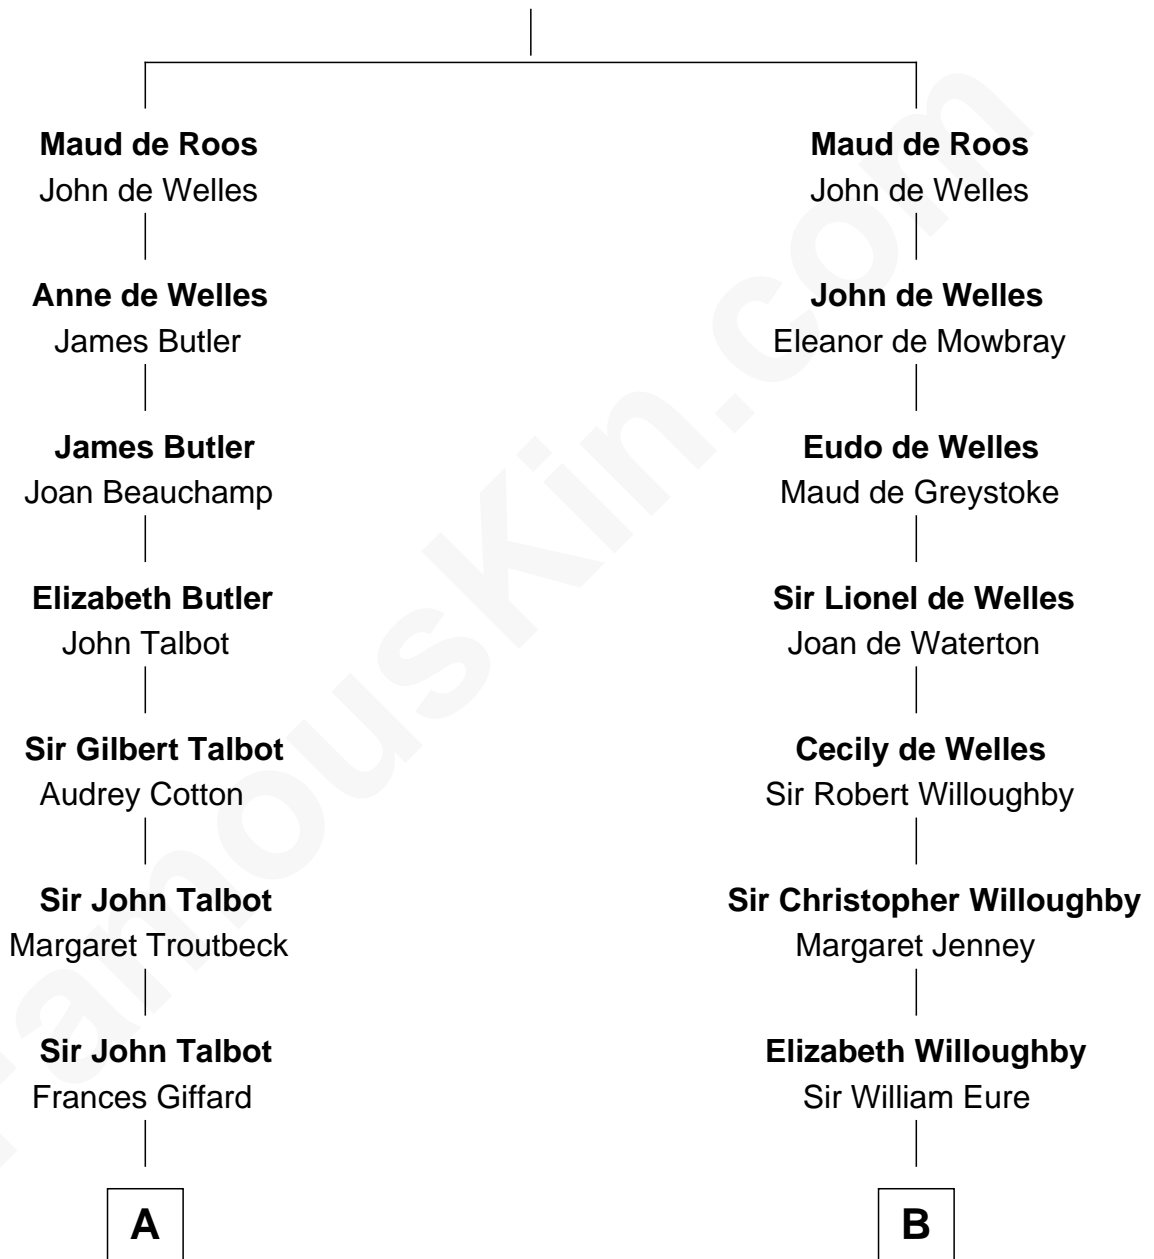 Maud de Roos
John de Welles
Anne de Welles
James Butler
James Butler
Joan Beauchamp
Elizabeth Butler
John Talbot
Sir Gilbert Talbot
Audrey Cotton
Sir John Talbot
Margaret Troutbeck
Sir John Talbot
Frances Giffard
A
Maud de Roos
John de Welles
John de Welles
Eleanor de Mowbray
Eudo de Welles
Maud de Greystoke
Sir Lionel de Welles
Joan de Waterton
Cecily de Welles
Sir Robert Willoughby
Sir Christopher Willoughby
Margaret Jenney
Elizabeth Willoughby
Sir William Eure
B
FamousKin.com